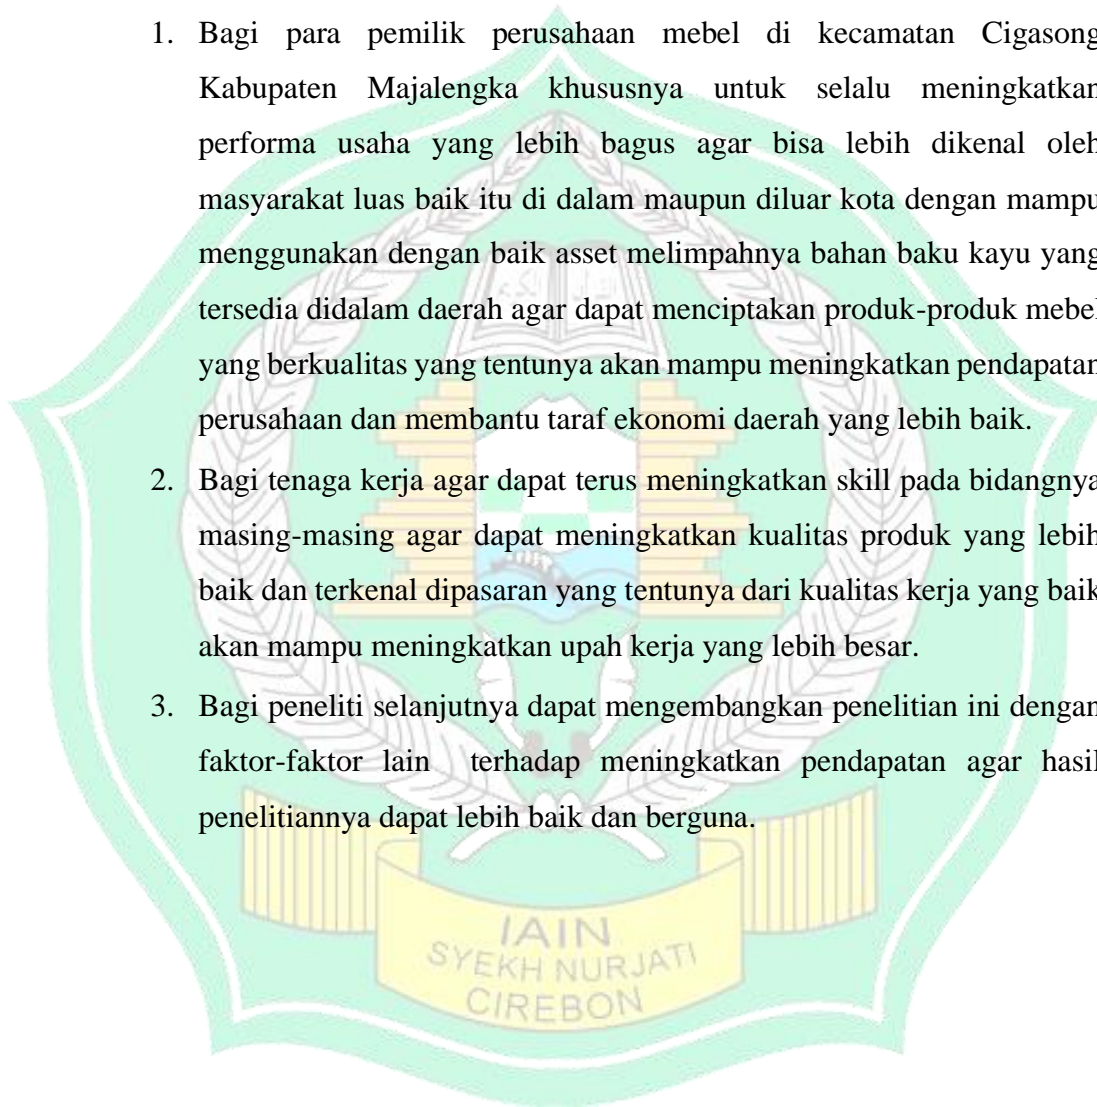 1. Bagi para pemilik perusahaan mebel di kecamatan Cigasong
Kabupaten Majalengka khususnya untuk selalu meningkatkan
performa usaha yang lebih bagus agar bisa lebih dikenal oleh
masyarakat luas baik itu di dalam maupun diluar kota dengan mampu
menggunakan dengan baik asset melimpahnya bahan baku kayu yang
tersedia didalam daerah agar dapat menciptakan produk-produk mebel
yang berkualitas yang tentunya akan mampu meningkatkan pendapatan
perusahaan dan membantu taraf ekonomi daerah yang lebih baik.
2. Bagi tenaga kerja agar dapat terus meningkatkan skill pada bidangnya
masing-masing agar dapat meningkatkan kualitas produk yang lebih
baik dan terkenal dipasaran yang tentunya dari kualitas kerja yang baik
akan mampu meningkatkan upah kerja yang lebih besar.
3. Bagi peneliti selanjutnya dapat mengembangkan penelitian ini dengan
faktor-faktor lain terhadap meningkatkan pendapatan agar hasil
penelitiannya dapat lebih baik dan berguna.
IAIN
SYEKH NURJATI
CIREBON